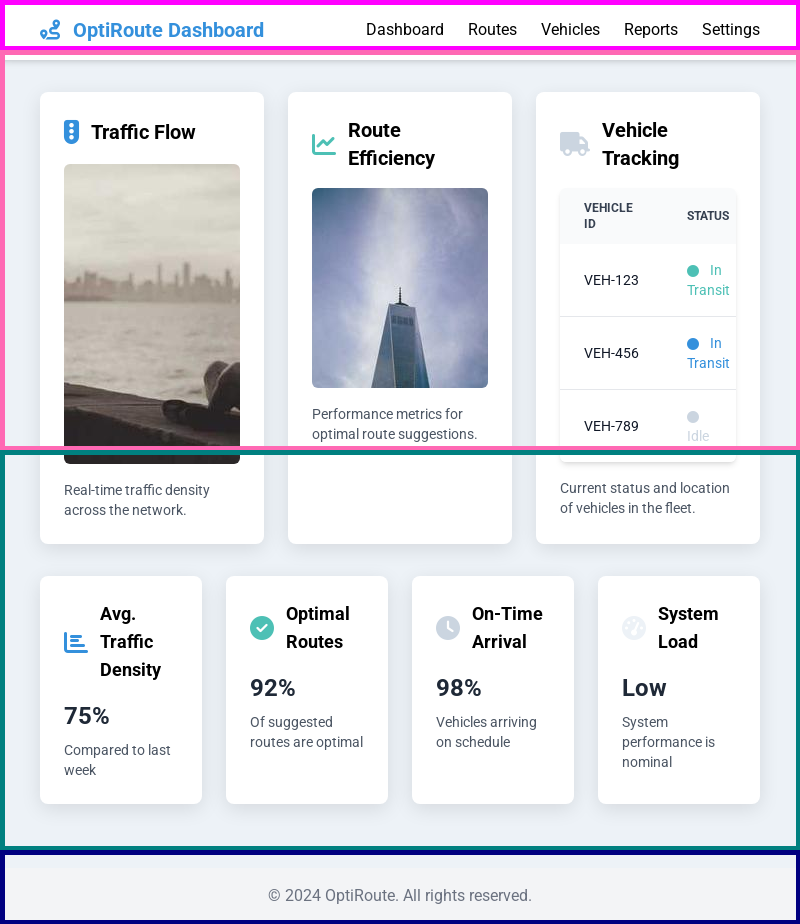 OptiRoute Dashboard
Dashboard Routes Vehicles Reports Settings
Traffic Flow
Real-time traffic density
across the network.
Route
Efficiency
Performance metrics for
optimal route suggestions.
Vehicle
Tracking
VEHICLE
ID
STATUS
VEH-123
In
Transit
VEH-456
In
Transit
VEH-789
Idle
Current status and location
of vehicles in the fleet.
Avg.
Traffic
Density
75%
Compared to last
week
Optimal
Routes
92%
Of suggested
routes are optimal
On-Time
Arrival
98%
Vehicles arriving
on schedule
System
Load
Low
System
performance is
nominal
© 2024 OptiRoute. All rights reserved.